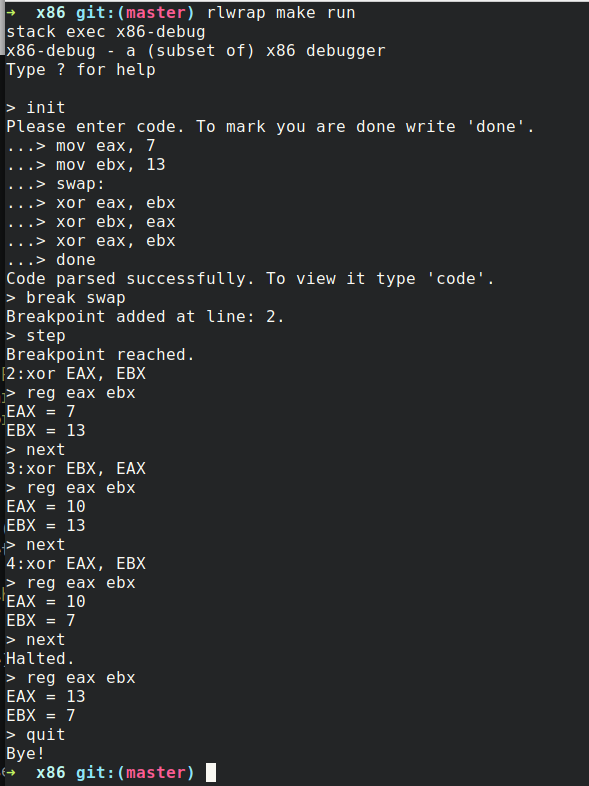 ➜  x86 git:(master) rlwrap make run
stack exec x86-debug
x86-debug - a (subset of) x86 debugger
Type ? for help
> init
Please enter code. To mark you are done write 'done'.
...> mov eax, 7
...> mov ebx, 13
...> swap:
...> xor eax, ebx
...> xor ebx, eax
...> xor eax, ebx
...> done
Code parsed successfully. To view it type 'code'.
> break swap
Breakpoint added at line: 2.
> step
Breakpoint reached.
2:xor EAX, EBX
> reg eax ebx
EAX = 7
EBX = 13
> next
3:xor EBX, EAX
> reg eax ebx
EAX = 10
EBX = 13
> next
4:xor EAX, EBX
> reg eax ebx
EAX = 10
EBX = 7
> next
Halted.
> reg eax ebx
EAX = 13
EBX = 7
> quit
Bye!
➜  x86 git:(master)